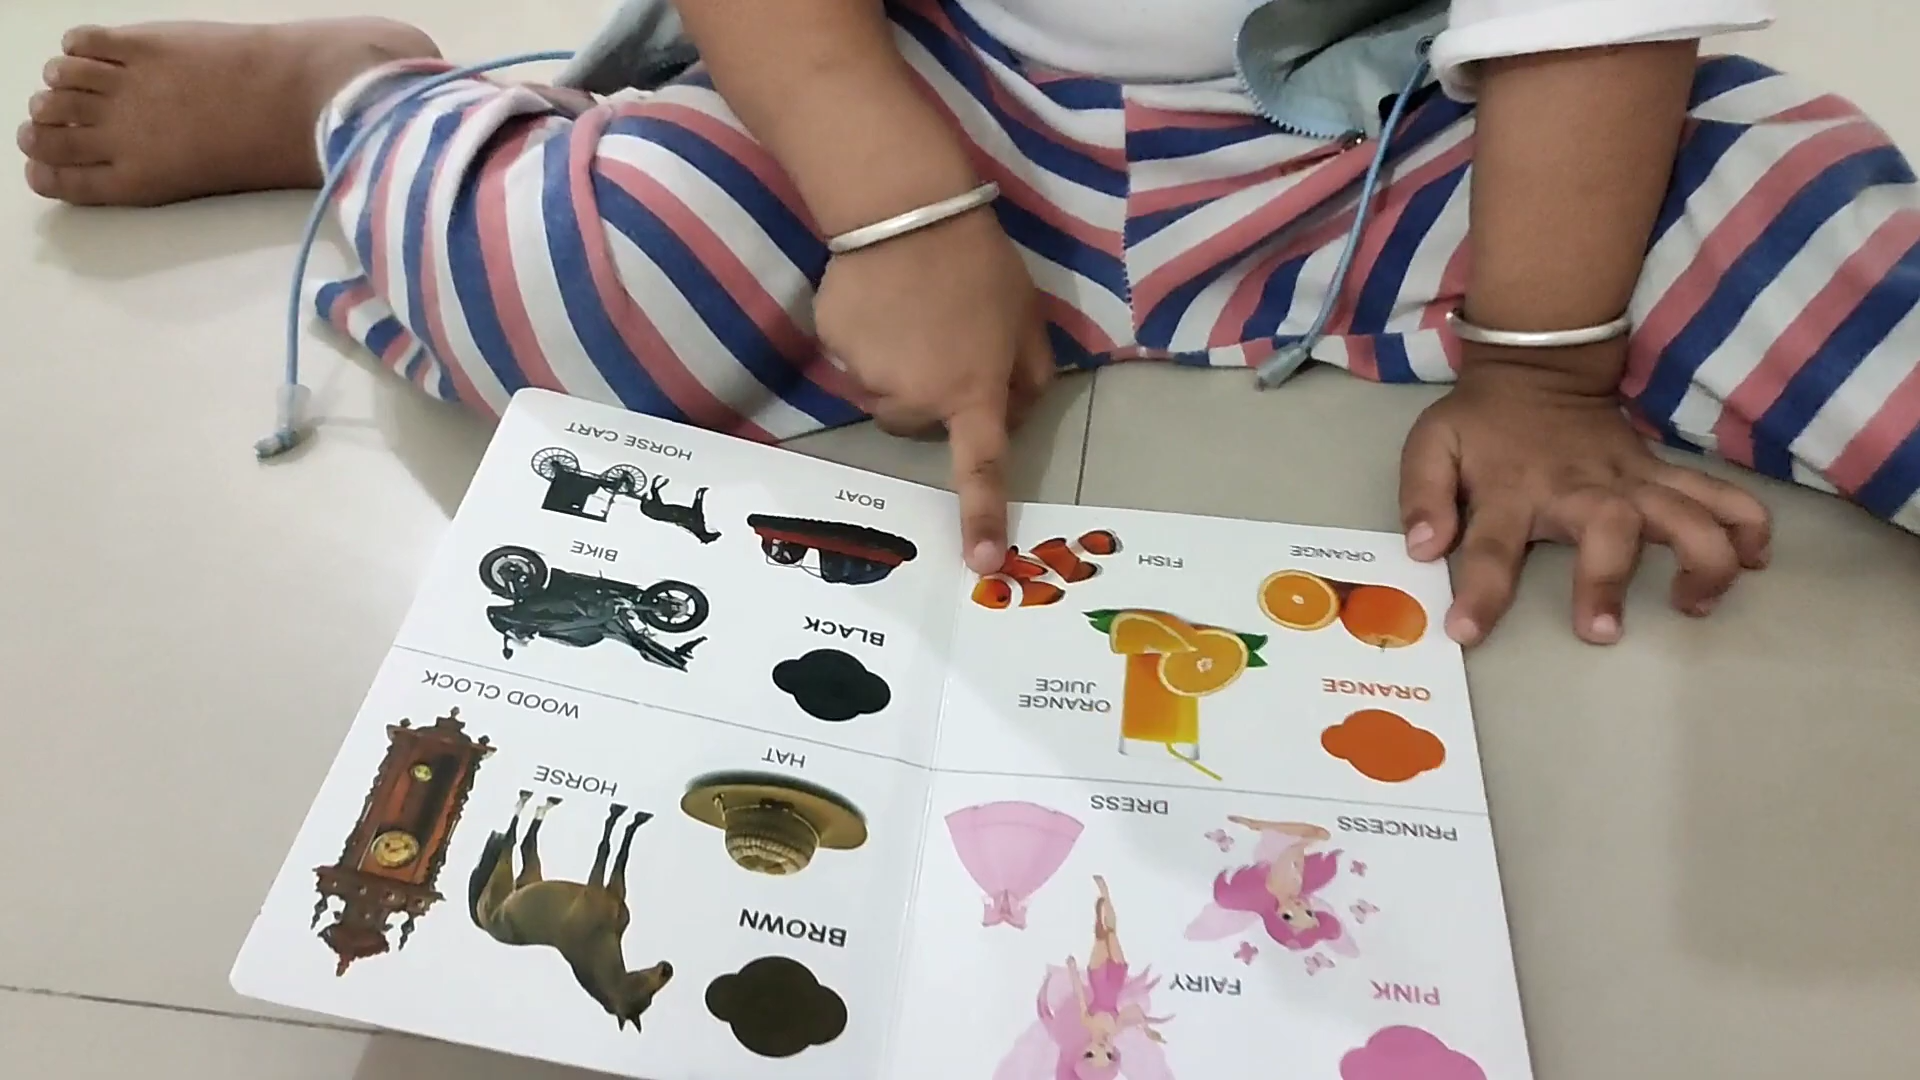 ORANGE
ORANGE
FISH
ORANGE
JUICE
BLACK
BOAT
BIKE
HORSE CART
PINK
PRINCESS
DRESS
FAIRY
BROWN
HAT
HORSE
WOOD CLOCK